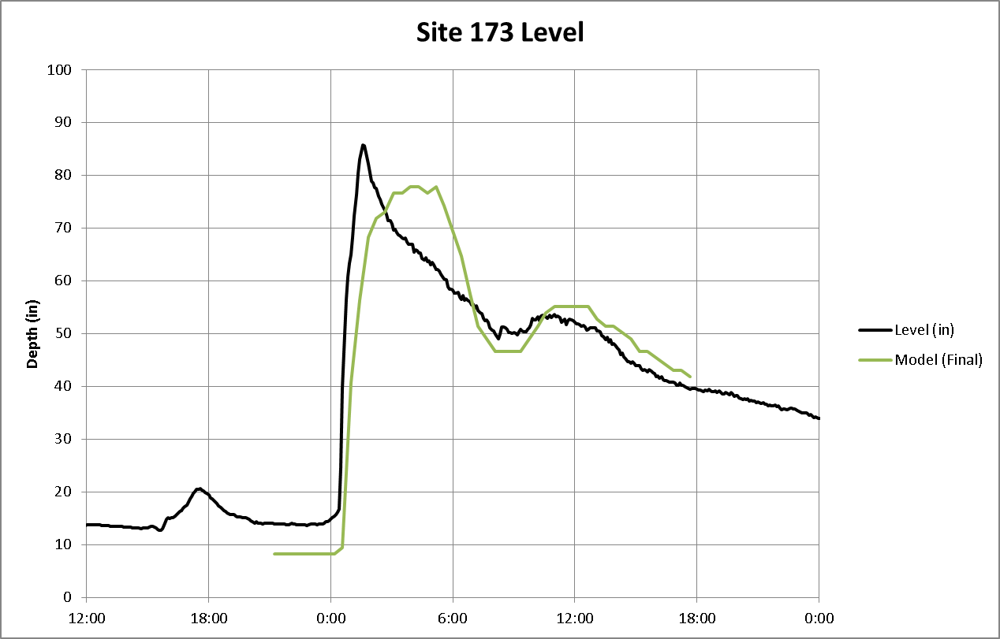 Site 173 Level
100
90
80
70
60
50
40
30
20
10
0
Depth (in)
12:00 18:00 0:00 6:00 12:00 18:00 0:00
Level (in)
Model (Final)